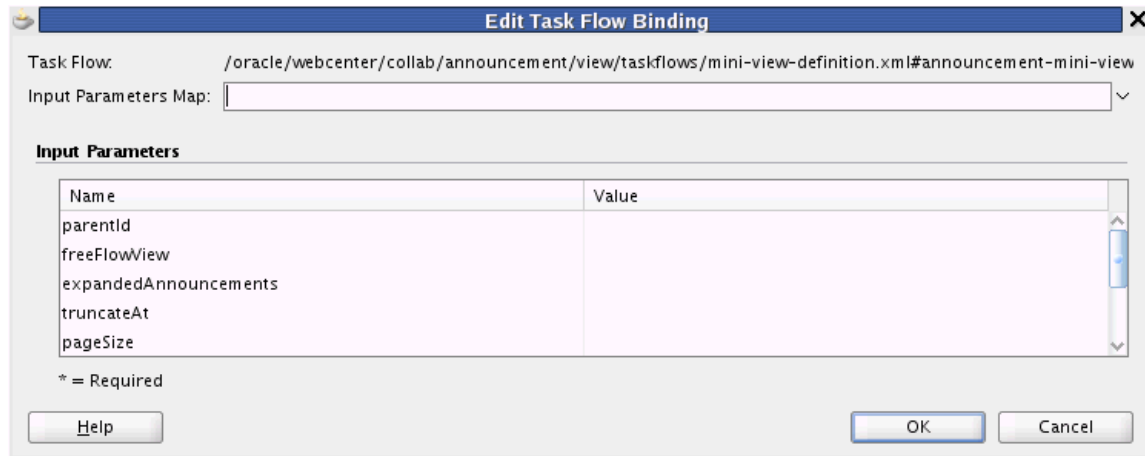 Edit Task Flow Binding
Task Flow: /oracle/webcenter/collab/announcement/view/taskflows/mini-view-definition.xml#announcement-mini-view
Input Parameters Map:
Input Parameters
Name Value
parentId
freeFlowView
expandedAnnouncements
truncateAt
pageSize
* = Required
Help OK Cancel